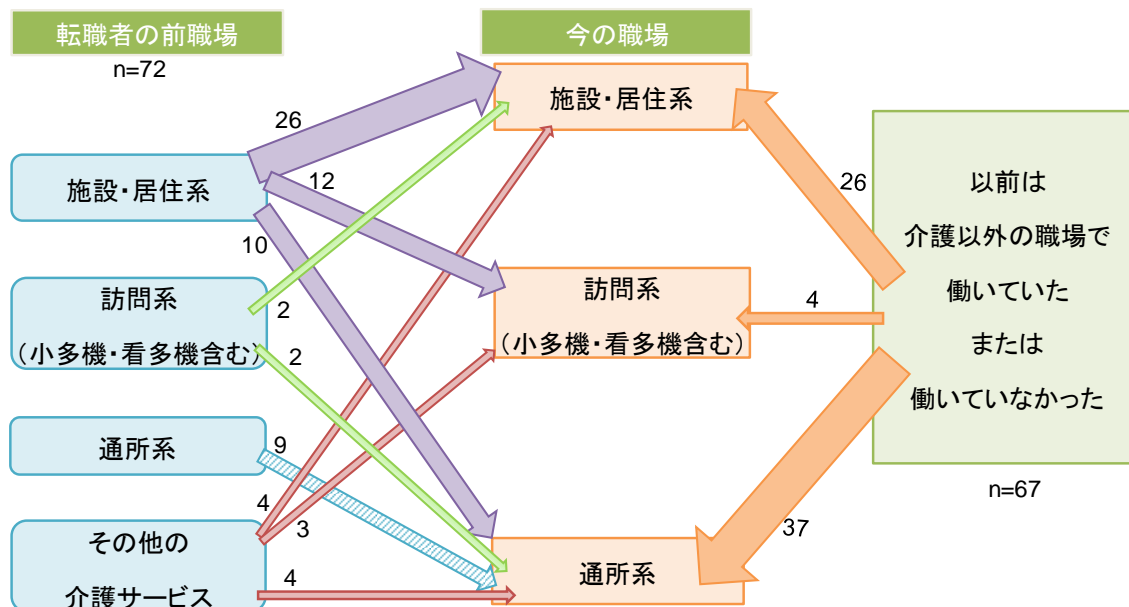 転職者の前職場
今の職場
n=72
施設・居住系
26
施設・居住系
12
10
26
以前は
介護以外の職場で
働いていた
または
働いていなかった
n=67
訪問系
(小多機・看多機含む)
2
2
訪問系
(小多機・看多機含む)
4
通所系
9
4
3
37
その他の
介護サービス
4
通所系